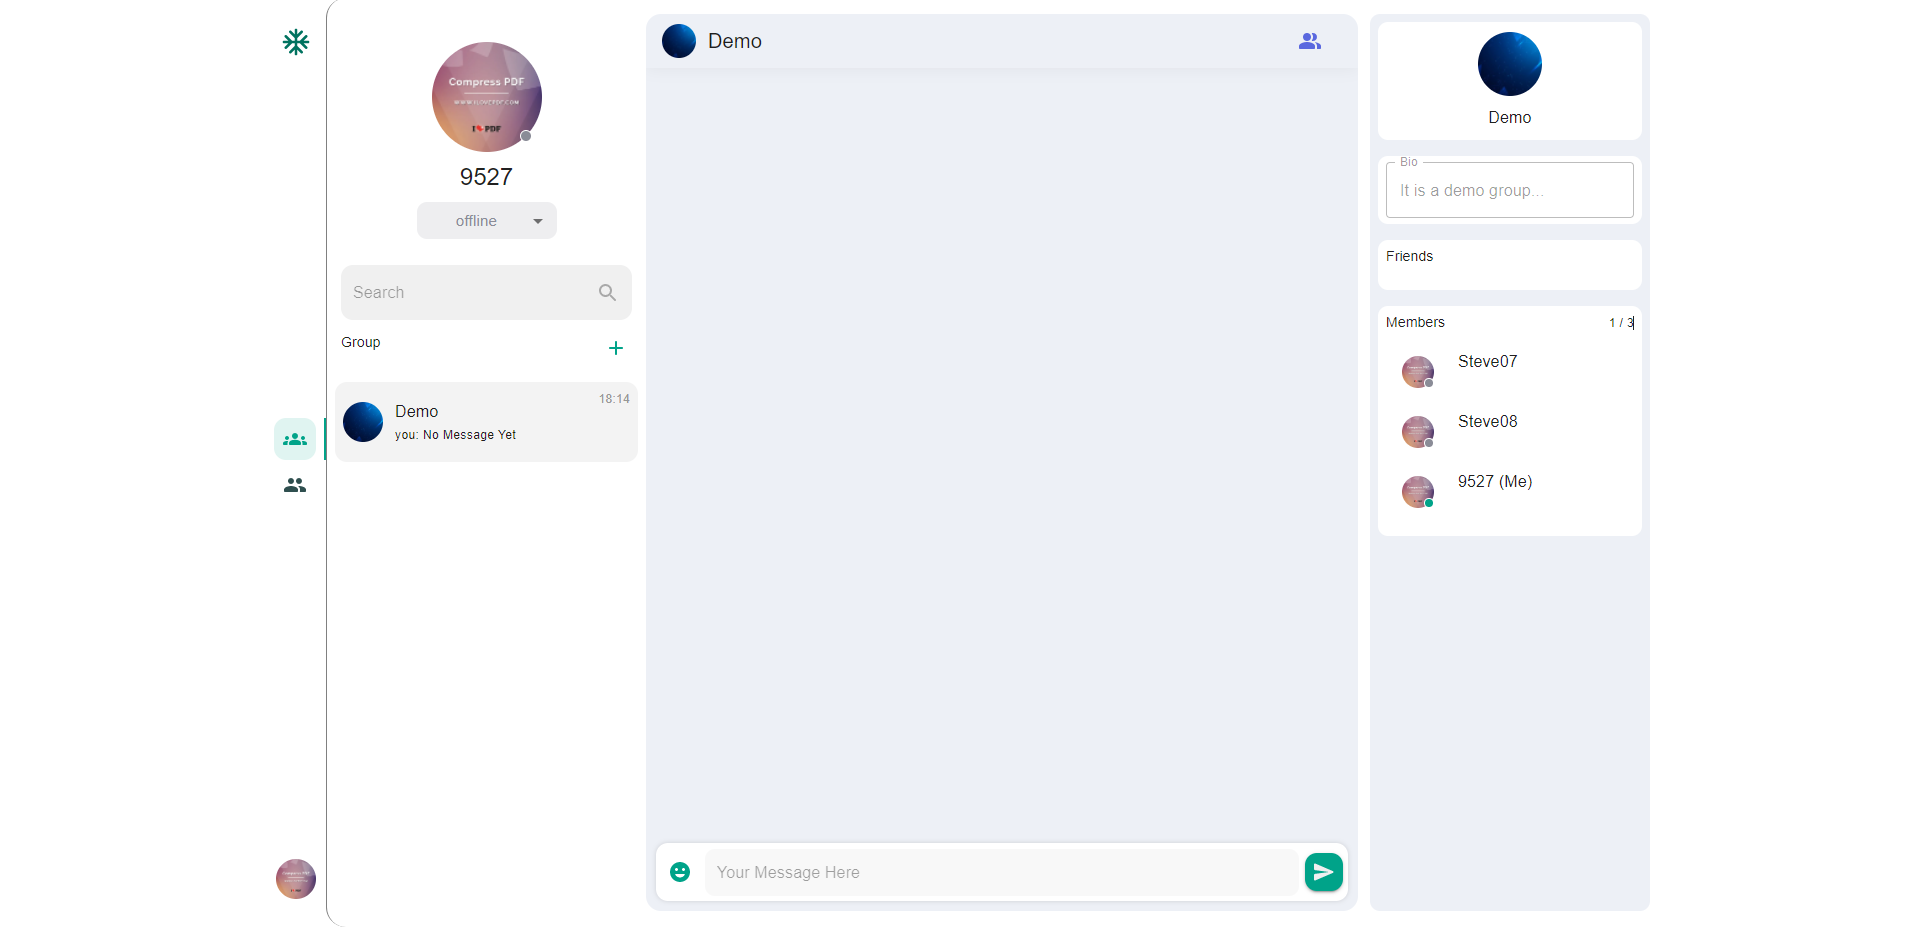 Compress PDF
WWW.ILOVEPDF.COM
I PDF
9527
offline
Search
Group
Demo
18:14
you: No Message Yet
Demo
Your Message Here
Demo
Bio
It is a demo group...
Friends
Members
1 / 3
Steve07
Steve08
9527 (Me)